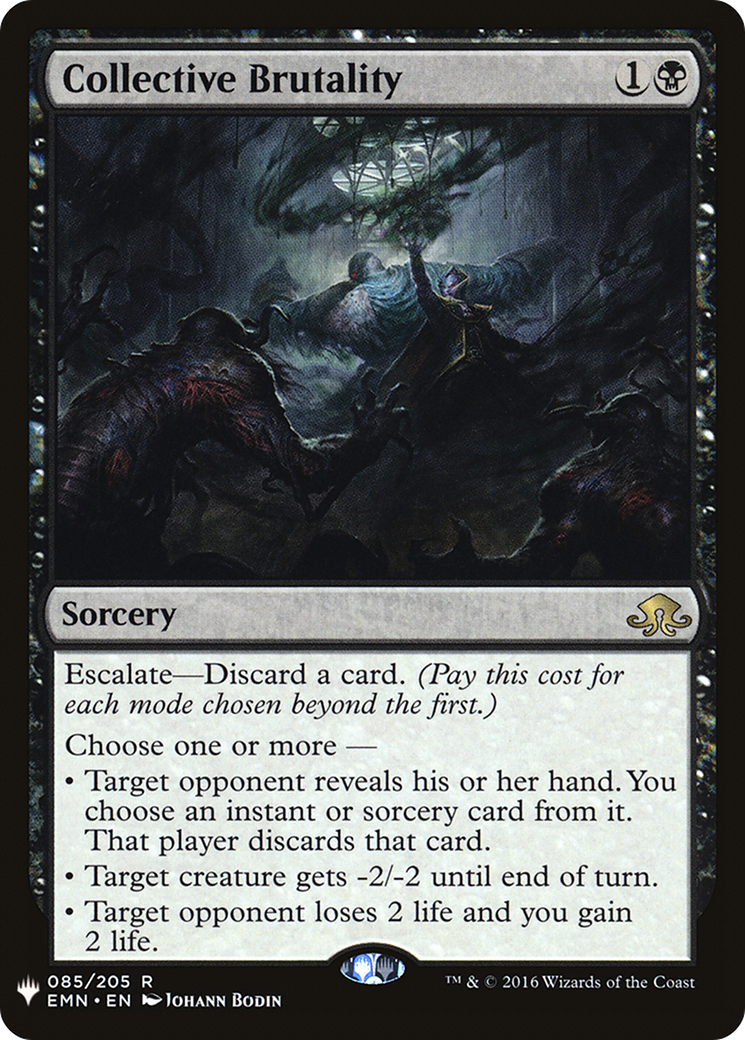 Collective Brutality 1
Sorcery
Escalate—Discard a card. (Pay this cost for
each mode chosen beyond the first.)
Choose one or more —
• Target opponent reveals his or her hand. You
choose an instant or sorcery card from it.
That player discards that card.
• Target creature gets -2/-2 until end of turn.
• Target opponent loses 2 life and you gain
2 life.
085/205 R
EMN • EN Johann Bodin
™ & © 2016 Wizards of the Coast